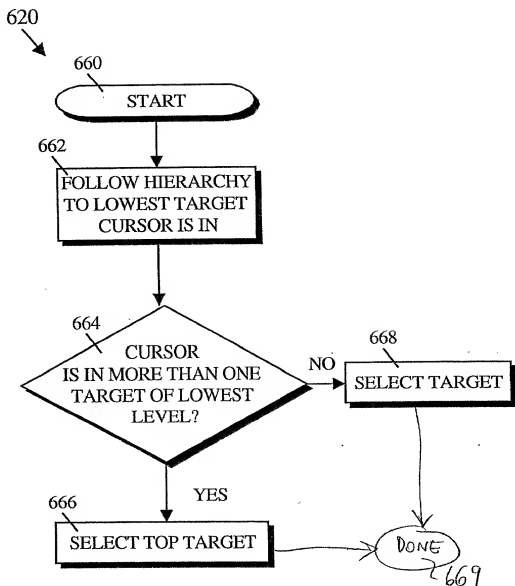 620
660
START
662
FOLLOW HIERARCHY
TO LOWEST TARGET
CURSOR IS IN
664
CURSOR
IS IN MORE THAN ONE
TARGET OF LOWEST
LEVEL?
NO
668
SELECT TARGET
YES
666
SELECT TOP TARGET
DONE
669